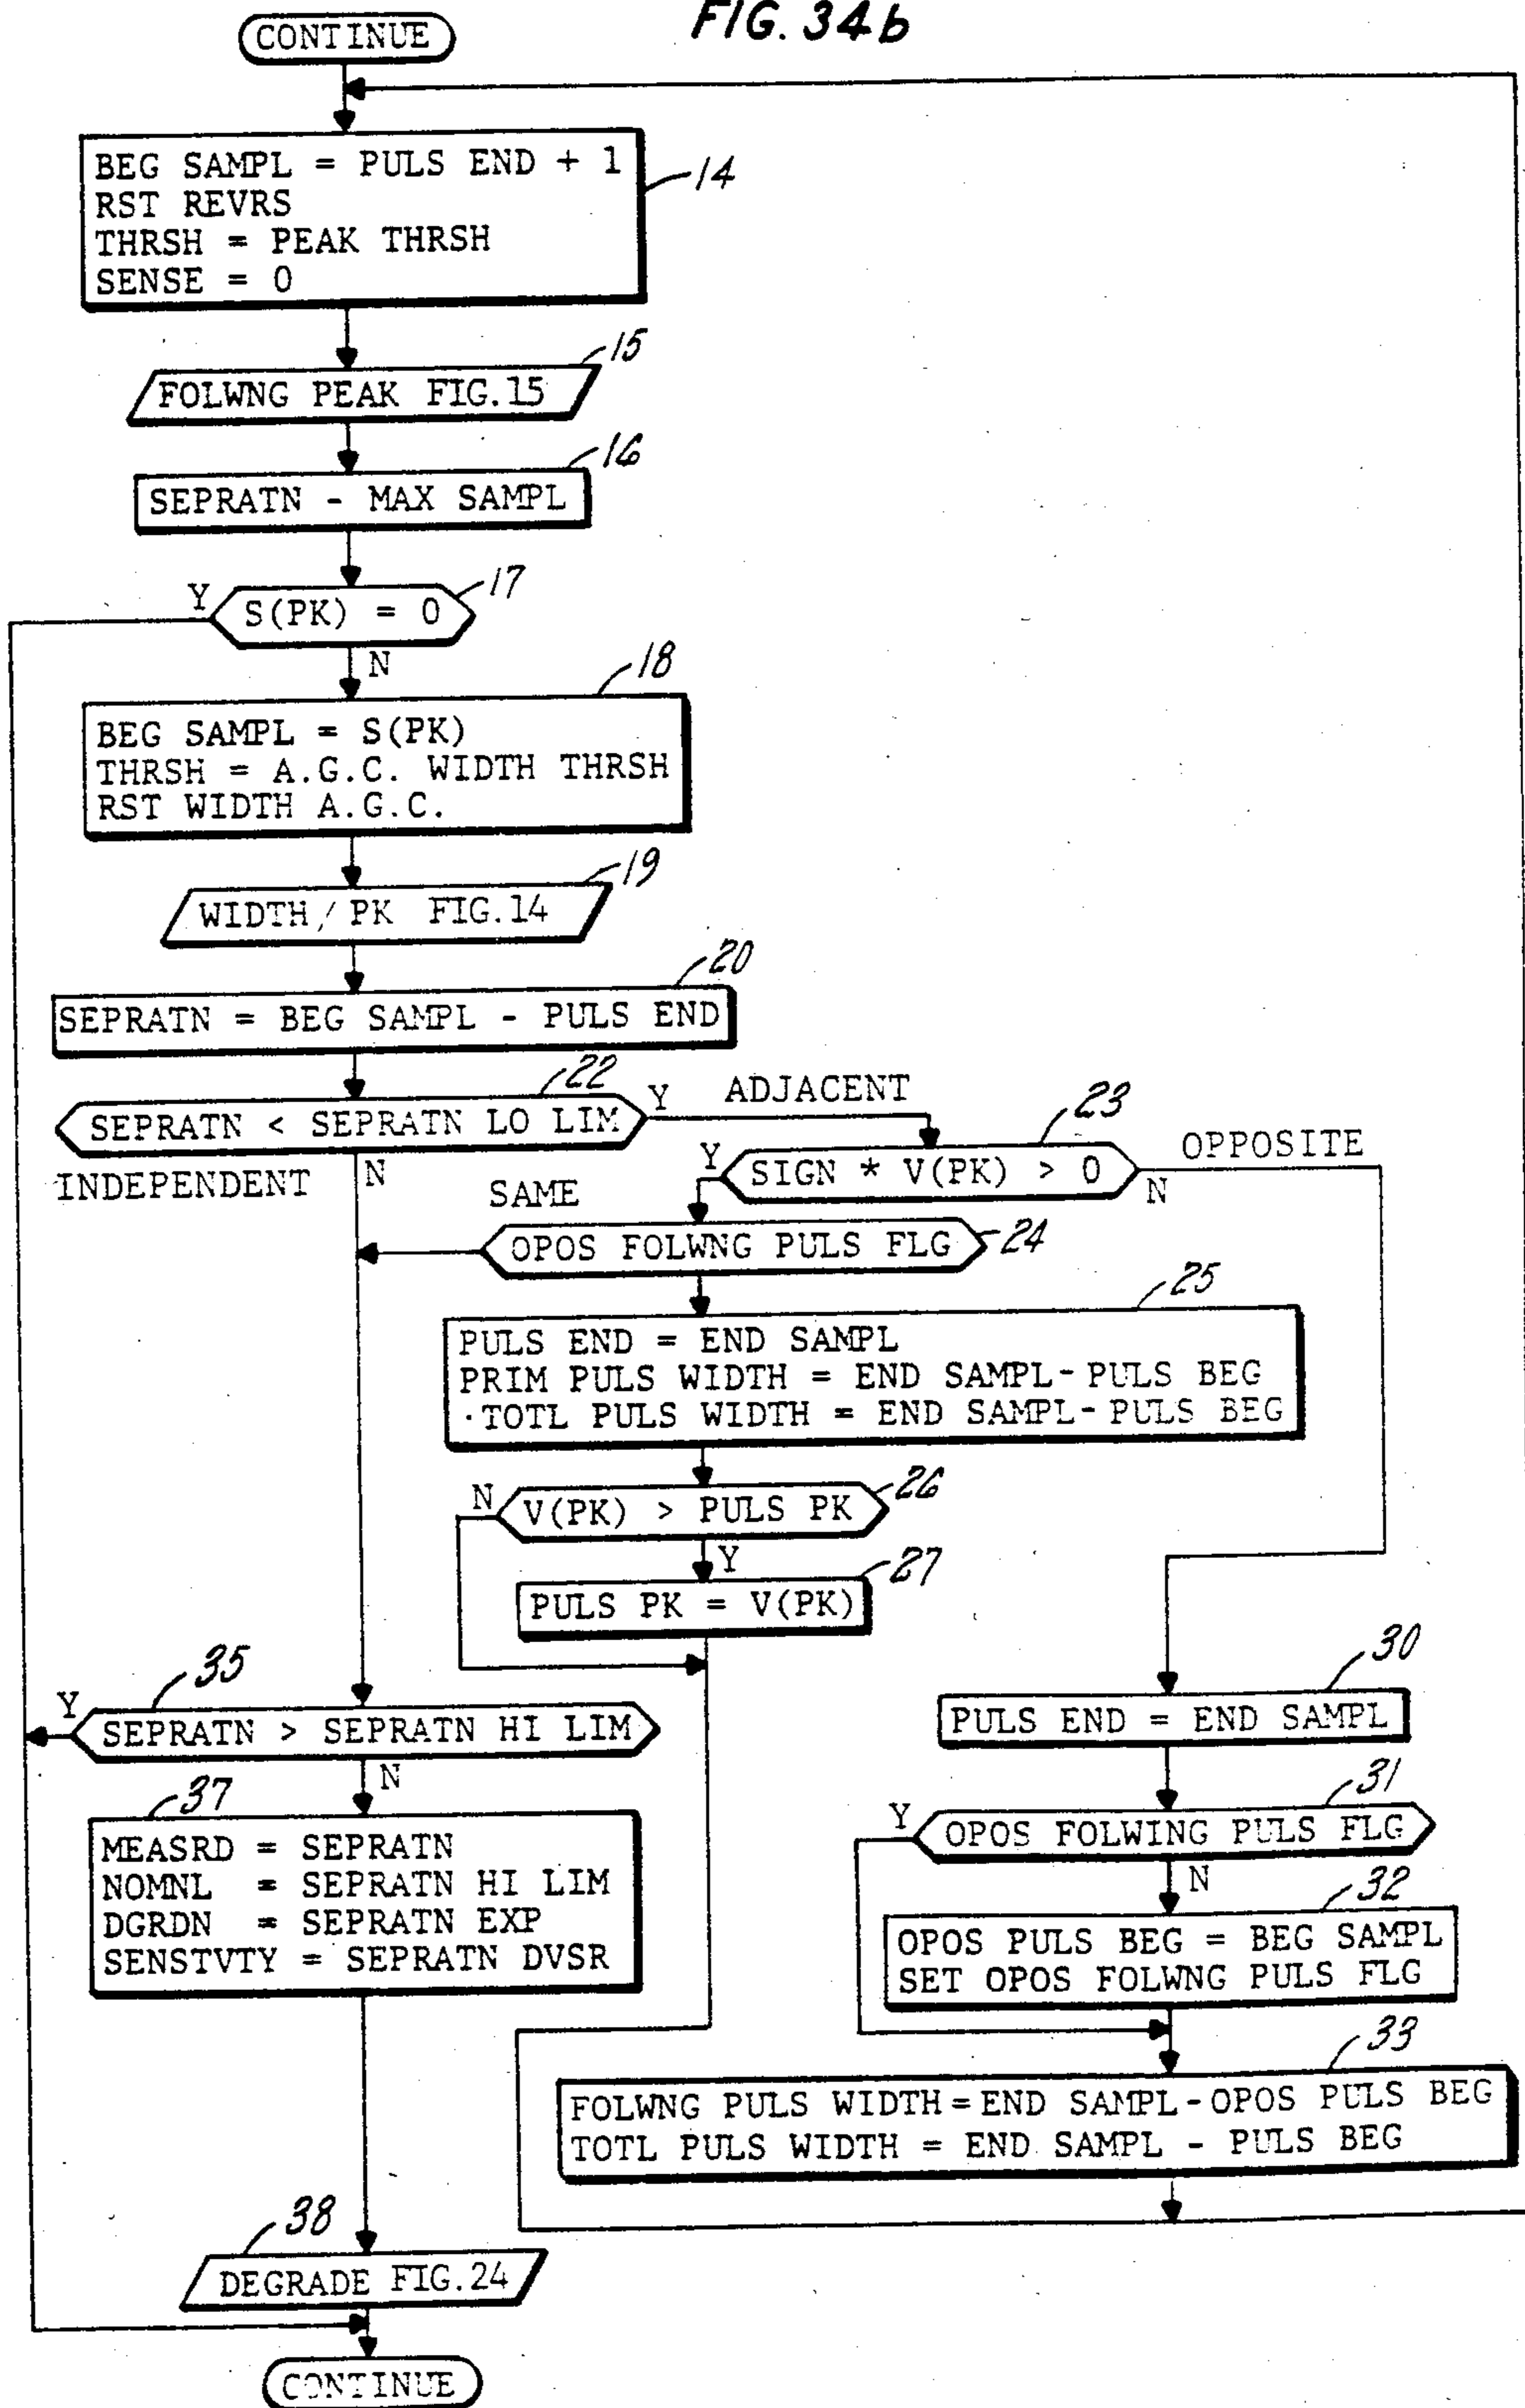 FIG. 34b
CONTINUE
BEG SAMPL = PULS END + 1
RST REVRS
THRSH = PEAK THRSH
SENSE = 0
14
15
FOLWNG PEAK FIG.15
16
SEPRATN - MAX SAMPL
17
Y
S(PK) = 0
N
18
BEG SAMPL = S(PK)
THRSH = A.G.C. WIDTH THRSH
RST WIDTH A.G.C.
19
WIDTH/PK FIG.14
20
SEPRATN = BEG SAMPL - PULS END
22
SEPRATN < SEPRATN LO LIM
Y
ADJACENT
INDEPENDENT
N
23
Y
SIGN * V(PK) > 0
OPPOSITE
N
SAME
OPOS FOLWNG PULS FLG
24
25
PULS END = END SAMPL
PRIM PULS WIDTH = END SAMPL-PULS BEG
TOTL PULS WIDTH = END SAMPL-PULS BEG
26
N
V(PK) > PULS PK
Y
27
PULS PK = V(PK)
30
PULS END = END SAMPL
31
Y
OPOS FOLWING PULS FLG
N
32
OPOS PULS BEG = BEG SAMPL
SET OPOS FOLWNG PULS FLG
33
FOLWNG PULS WIDTH=END SAMPL-OPOS PULS BEG
TOTL PULS WIDTH = END SAMPL - PULS BEG
35
Y
SEPRATN > SEPRATN HI LIM
N
37
MEASRD = SEPRATN
NOMNL = SEPRATN HI LIM
DGRDN = SEPRATN EXP
SENSTVTY = SEPRATN DVSR
38
DEGRADE FIG.24
CONTINUE